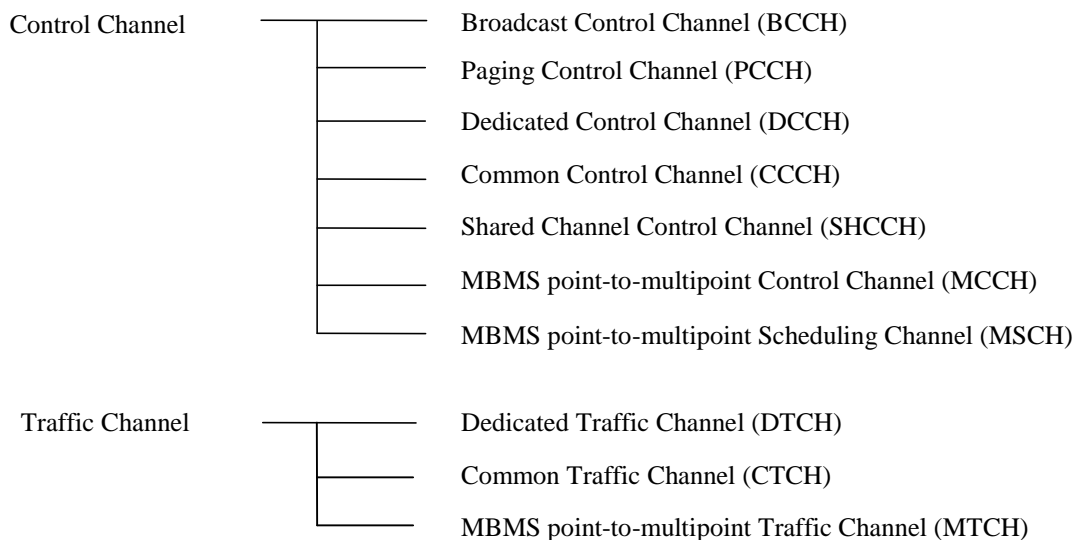 Control Channel
Broadcast Control Channel (BCCH)
Paging Control Channel (PCCH)
Dedicated Control Channel (DCCH)
Common Control Channel (CCCH)
Shared Channel Control Channel (SHCCH)
MBMS point-to-multipoint Control Channel (MCCH)
MBMS point-to-multipoint Scheduling Channel (MSCH)
Traffic Channel
Dedicated Traffic Channel (DTCH)
Common Traffic Channel (CTCH)
MBMS point-to-multipoint Traffic Channel (MTCH)